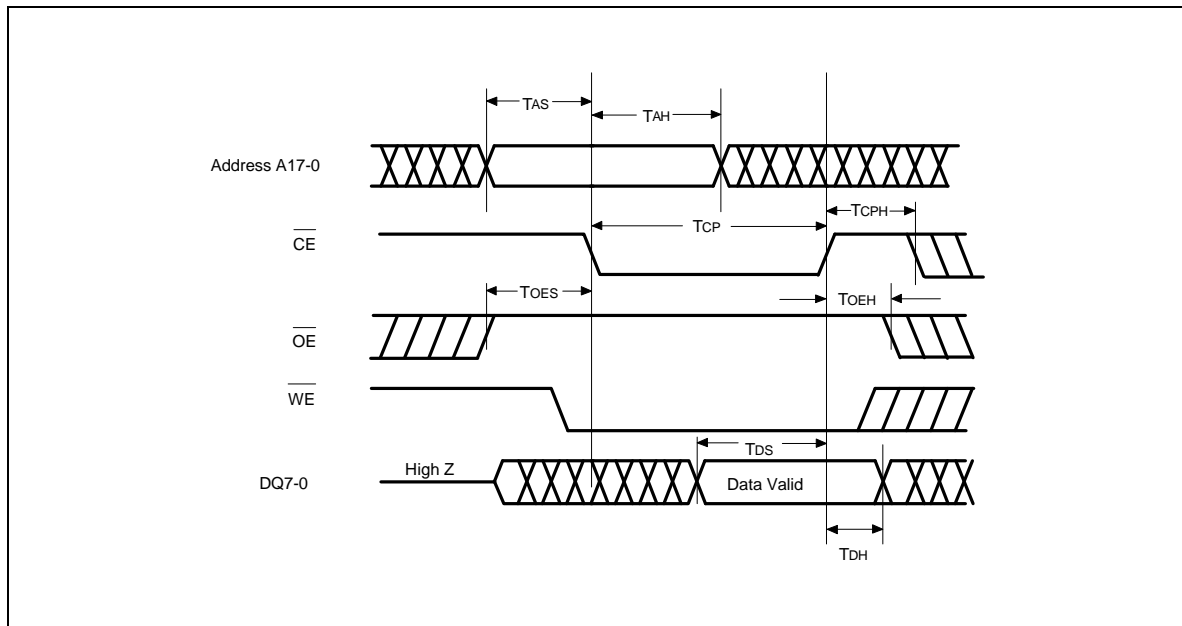 TAS
TAH
Address A17-0
TCPH
TCP
CE
TOES
TOEH
OE
WE
TDS
High Z
DQ7-0
Data Valid
TDH